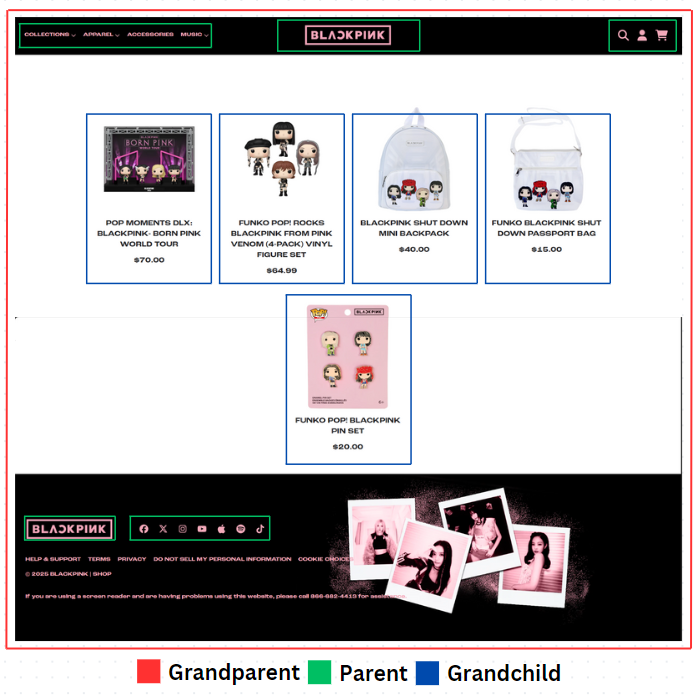 COLLECTIONS APPAREL ACCESSORIES MUSIC
BLACKPINK
BORN PINK
WORLD TOUR
POP MOMENTS DLX:
BLACKPINK- BORN PINK
WORLD TOUR
$70.00
FUNKO POP! ROCKS
BLACKPINK FROM PINK
VENOM (4-PACK) VINYL
FIGURE SET
$64.99
BLACKPINK SHUT DOWN
MINI BACKPACK
$40.00
FUNKO BLACKPINK SHUT
DOWN PASSPORT BAG
$15.00
POP!
BLACKPINK
FUNKO POP! BLACKPINK
PIN SET
$20.00
BLACKPINK
HELP & SUPPORT TERMS PRIVACY DO NOT SELL MY PERSONAL INFORMATION COOKIE CHOICES
© 2025 BLACKPINK | SHOP
If you are using a screen reader and are having problems using this website, please call 866-682-4413 for assistance.
Grandparent Parent Grandchild